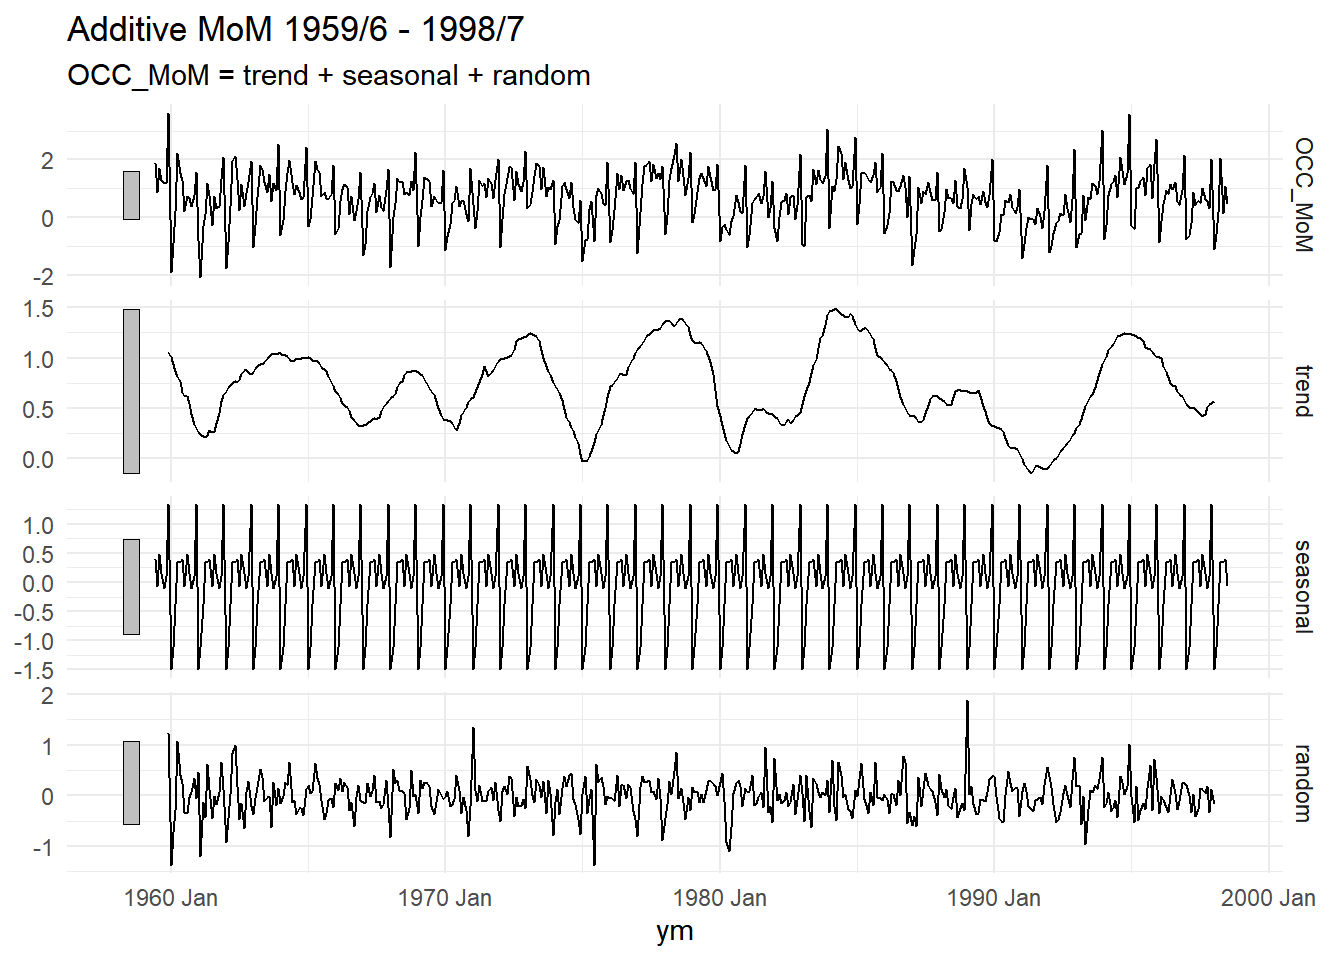 Additive MoM 1959/6 - 1998/7
OCC_MoM = trend + seasonal + random
2
0
-2
OCC_MoM
1.5
1.0
0.5
0.0
trend
1.0
0.5
0.0
-0.5
-1.0
-1.5
seasonal
2
1
0
-1
random
1960 Jan 1970 Jan 1980 Jan 1990 Jan 2000 Jan
ym